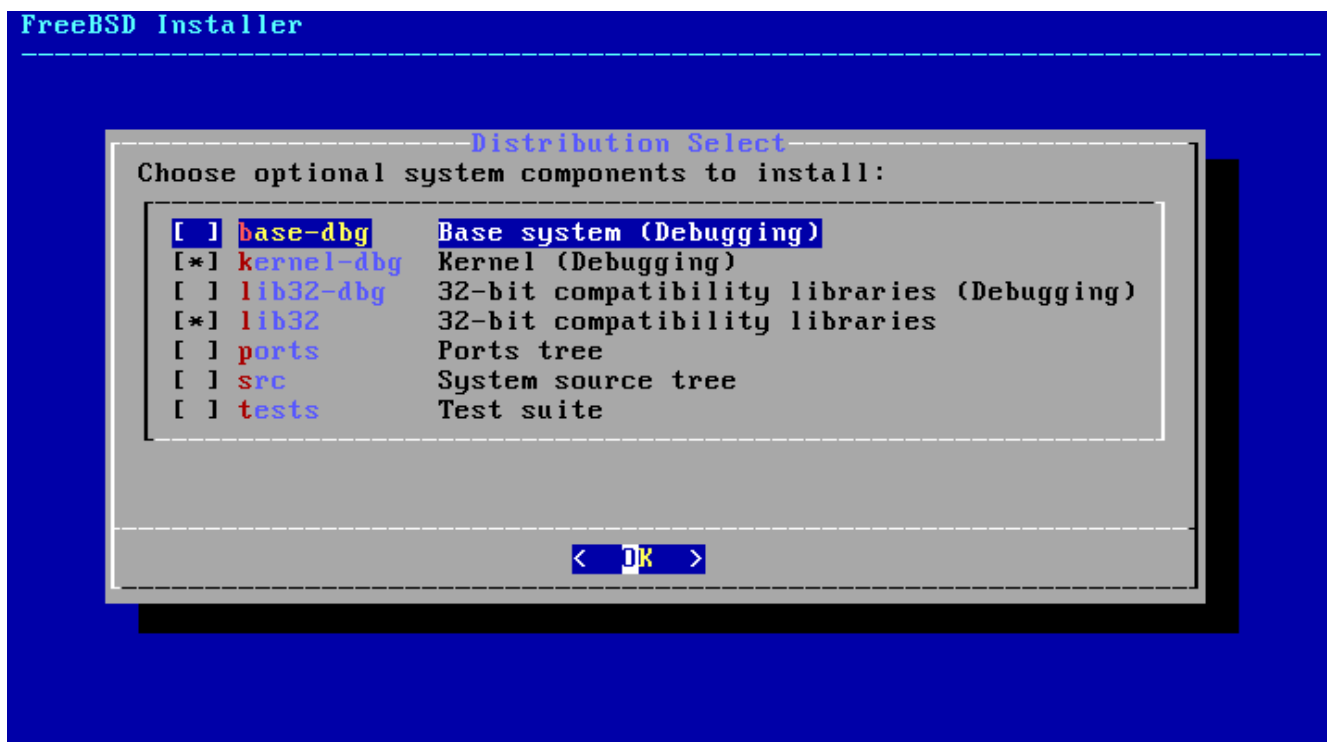 FreeBSD Installer
Distribution Select
Choose optional system components to install:
[ ] base-dbg Base system (Debugging)
[*] kernel-dbg Kernel (Debugging)
[ ] lib32-dbg 32-bit compatibility libraries (Debugging)
[*] lib32 32-bit compatibility libraries
[ ] ports Ports tree
[ ] src System source tree
[ ] tests Test suite
< OK >